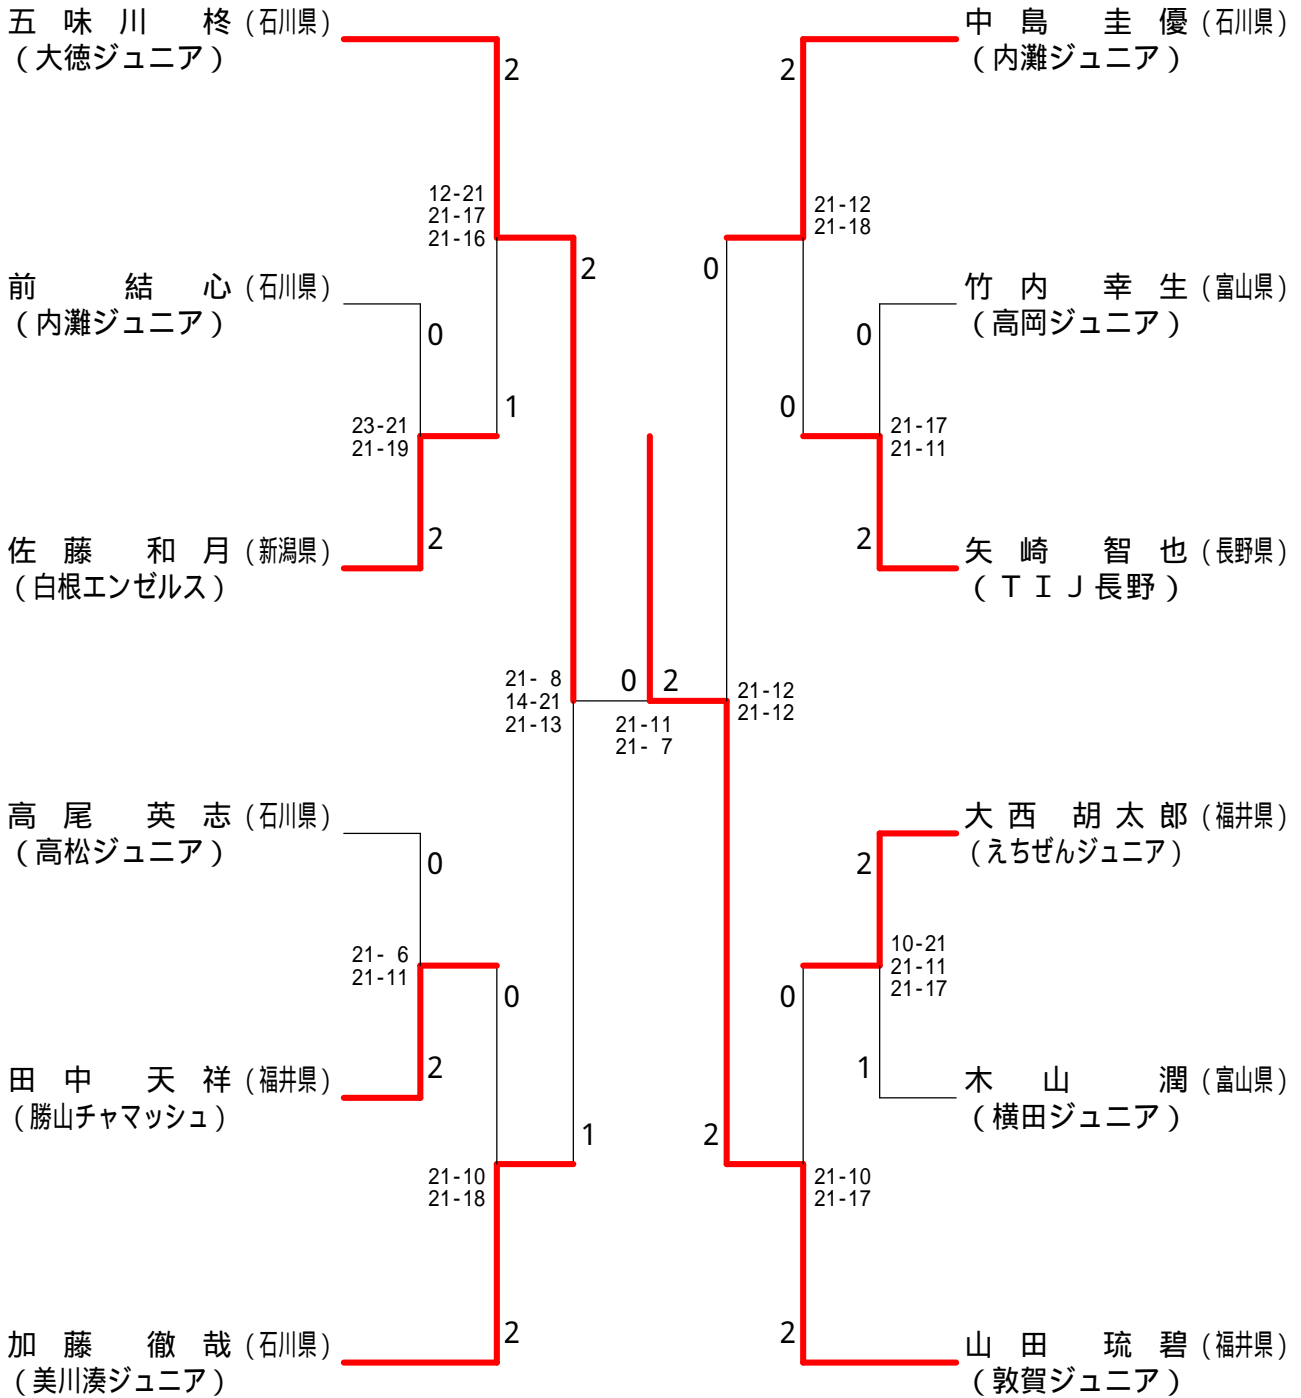 五味川 柊 (石川県)
(大徳ジュニア)
2
12-21
21-17
21-16
2
前 結心 (石川県)
(内灘ジュニア)
0
1
23-21
21-19
2
佐藤 和月 (新潟県)
(白根エンゼルス)
21- 8
14-21
21-13
0
2
21-11
21- 7
高尾 英志 (石川県)
(高松ジュニア)
0
21- 6
21-11
0
2
田中 天祥 (福井県)
(勝山チャマッシュ)
1
21-10
21-18
2
加藤 徹哉 (石川県)
(美川湊ジュニア)
中島 圭優 (石川県)
(内灘ジュニア)
2
21-12
21-18
0
竹内 幸生 (富山県)
(高岡ジュニア)
0
0
21-17
21-11
2
矢崎 智也 (長野県)
(TIJ長野)
21-12
21-12
大西 胡太郎 (福井県)
(えちぜんジュニア)
2
10-21
21-11
21-17
0
1
木山 潤 (富山県)
(横田ジュニア)
2
21-10
21-17
2
山田 琉碧 (福井県)
(敦賀ジュニア)